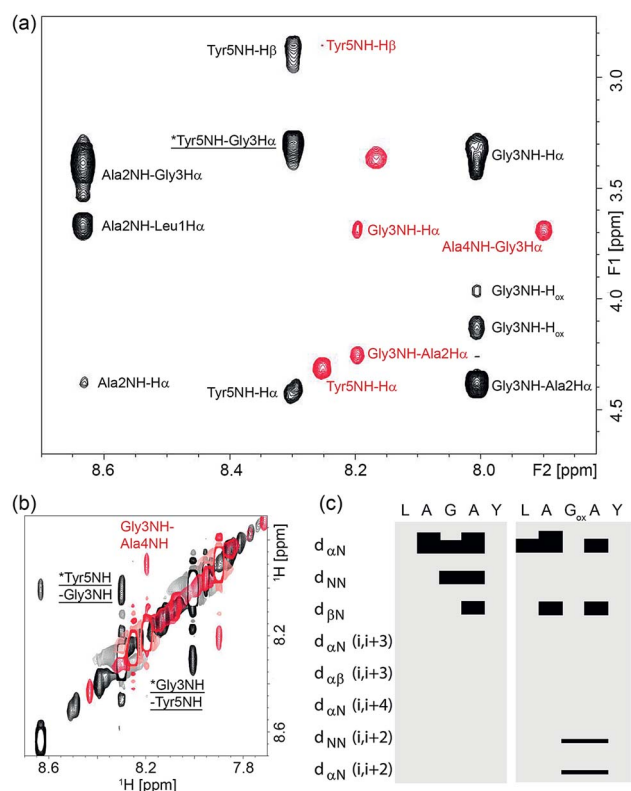 (a)
Tyr5NH-Hβ
Tyr5NH-Hβ
3.0
*Tyr5NH-Gly3Hα
Gly3NH-Hα
Ala2NH-Gly3Hα
3.5
Ala2NH-Leu1Hα
Gly3NH-Hα
Ala4NH-Gly3Hα
F1 [ppm]
Gly3NH-Hox
4.0
Gly3NH-Hox
Gly3NH-Ala2Hα
Ala2NH-Hα
Tyr5NH-Hα
Tyr5NH-Hα
Gly3NH-Ala2Hα
4.5
8.6
8.4
8.2
8.0
F2 [ppm]
(b)
Gly3NH-
Ala4NH
*Tyr5NH
-Gly3NH
*Gly3NH
-Tyr5NH
¹H [ppm]
8.2
8.6
8.6
8.2
7.8
¹H [ppm]
(c)
L A G A Y
L A Gox A Y
dαN
dNN
dβN
dαN (i,i+3)
dαβ (i,i+3)
dαN (i,i+4)
dNN (i,i+2)
dαN (i,i+2)